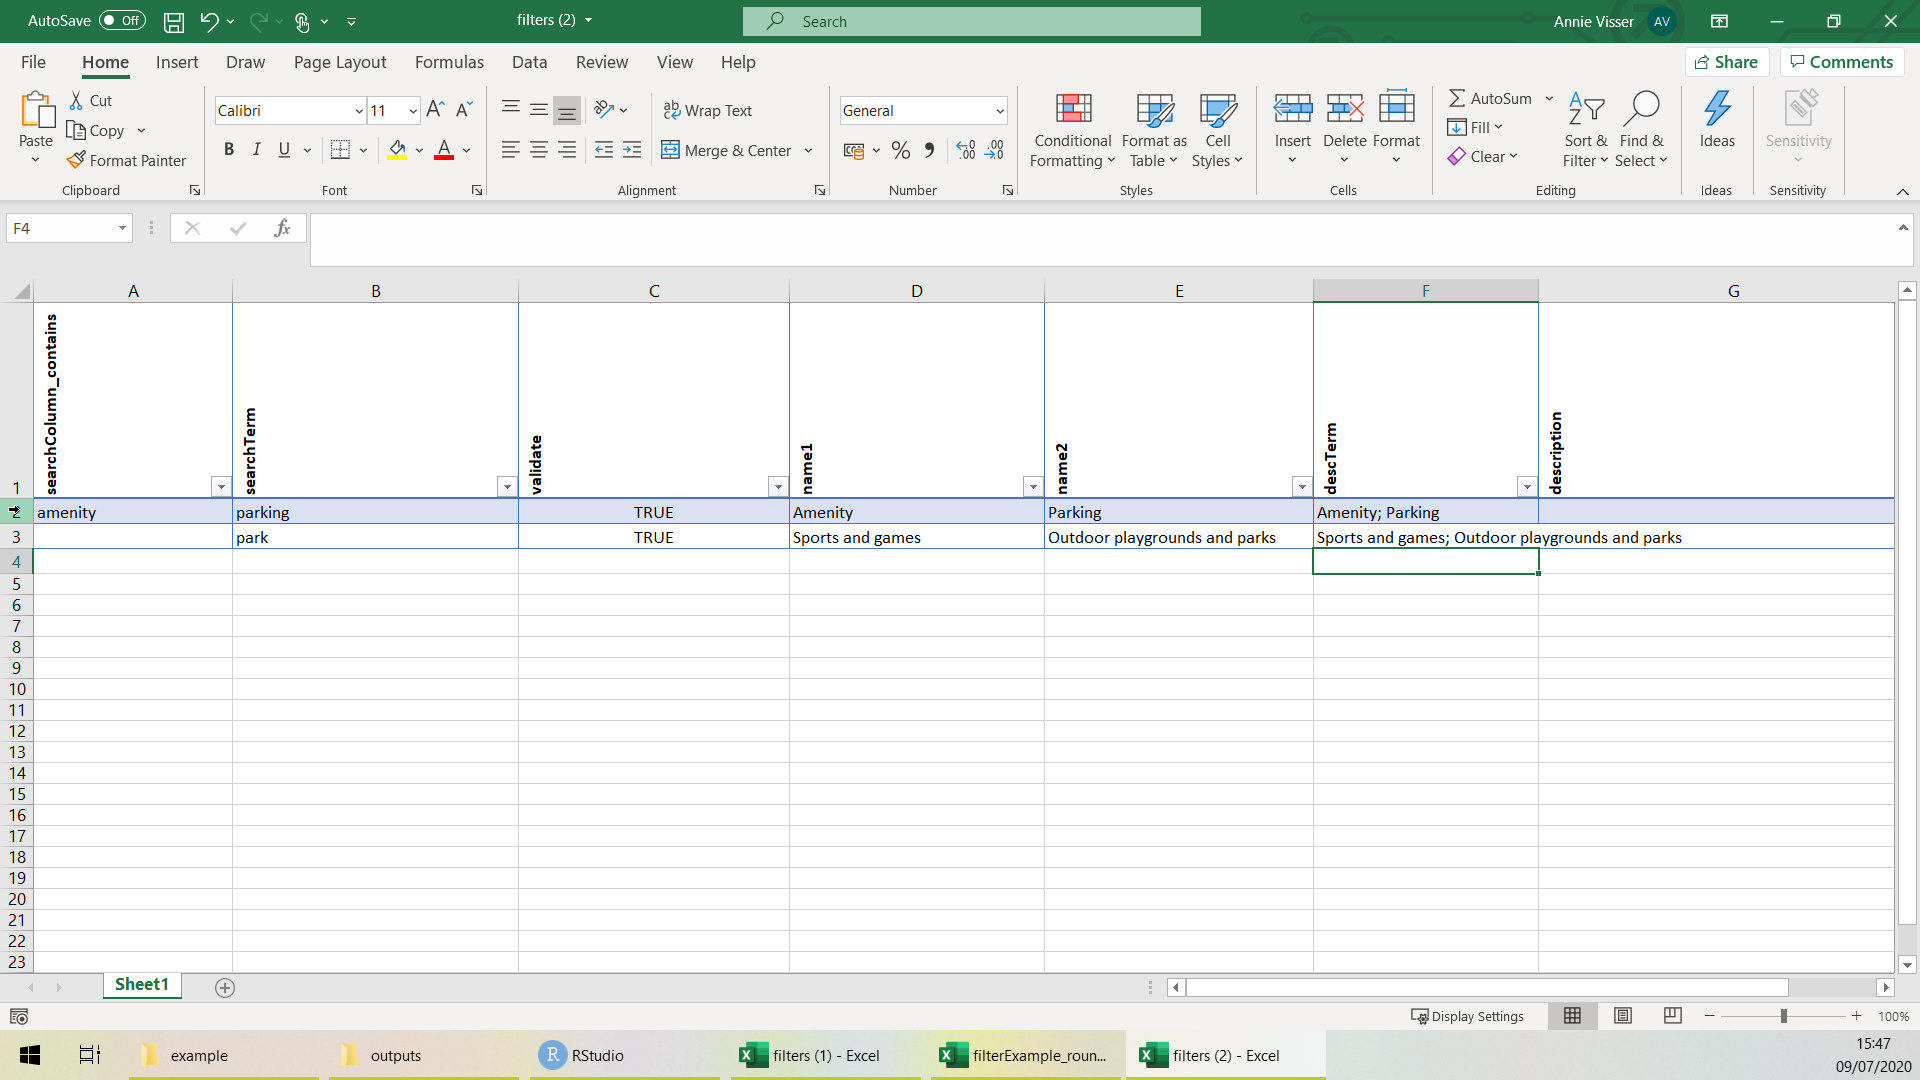 AutoSave Off filters (2) Search Annie Visser AV
File Home Insert Draw Page Layout Formulas Data Review View Help Share Comments
Paste Cut Copy Format Painter Clipboard
Calibri 11 B I U A Font
ab Wrap Text Merge & Center Alignment
General % Number
Conditional Formatting Format as Table Cell Styles Styles
Insert Delete Format Cells
AutoSum Fill Clear Sort & Filter Find & Select Editing
Ideas Ideas
Sensitivity Sensitivity
F4 fx
A B C D E F G
1 searchColumn_contains searchTerm validate name1 name2 descTerm description
2 amenity parking TRUE Amenity Parking Amenity; Parking
3 park TRUE Sports and games Outdoor playgrounds and parks Sports and games; Outdoor playgrounds and parks
4
5
6
7
8
9
10
11
12
13
14
15
16
17
18
19
20
21
22
23
Sheet1
Display Settings 100%
example outputs R RStudio filters (1) - Excel filterExample_roun... filters (2) - Excel 15:47
09/07/2020